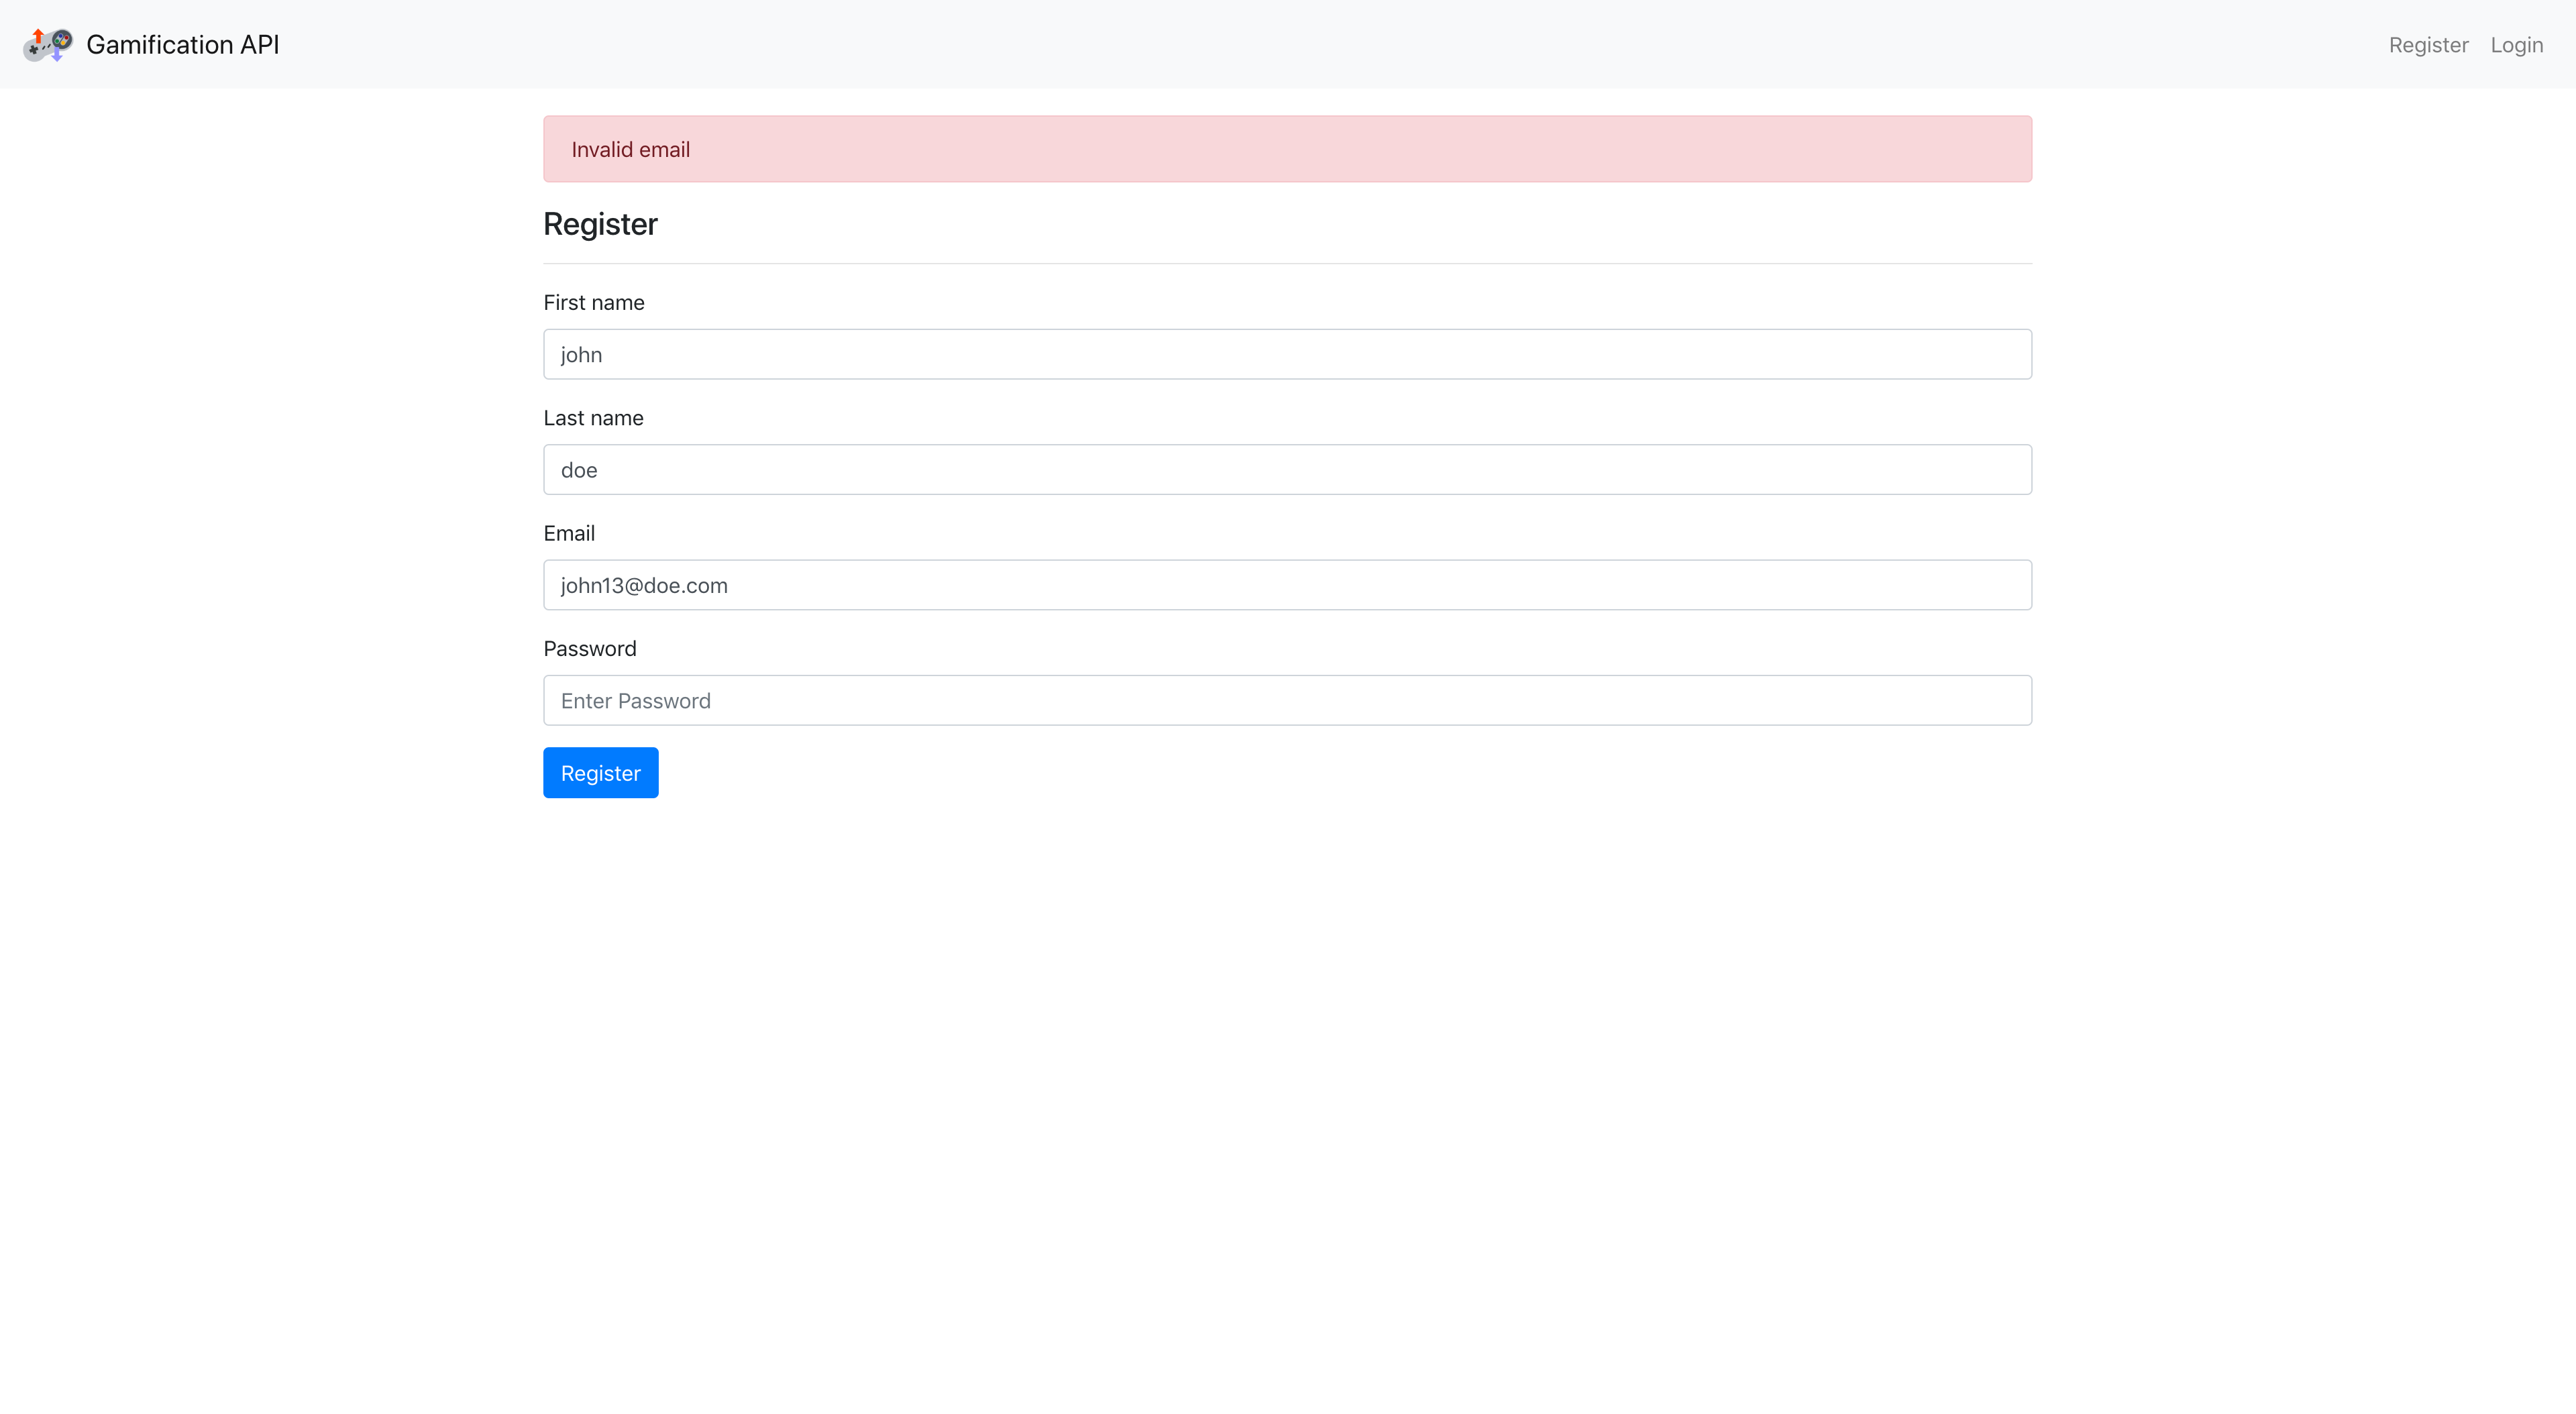 Gamification API
Register
Login
Invalid email
Register
First name
john
Last name
doe
Email
john13@doe.com
Password
Enter Password
Register